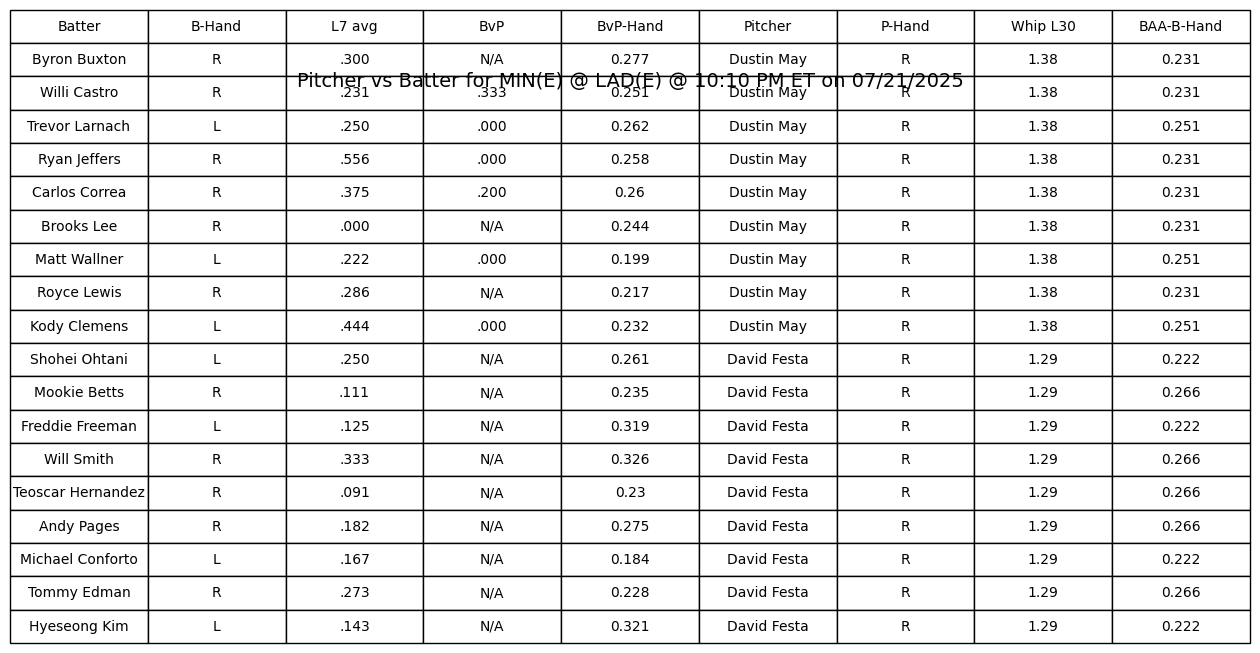 Batter B-Hand L7 avg BvP BvP-Hand Pitcher P-Hand Whip L30 BAA-B-Hand
Byron Buxton R .300 N/A 0.277 Dustin May R 1.38 0.231
Pitcher vs Batter for MIN(E) @ LAD(E) @ 10:10 PM ET on 07/21/2025
Willi Castro R .231 .333 0.251 Dustin May R 1.38 0.231
Trevor Larnach L .250 .000 0.262 Dustin May R 1.38 0.251
Ryan Jeffers R .556 .000 0.258 Dustin May R 1.38 0.231
Carlos Correa R .375 .200 0.26 Dustin May R 1.38 0.231
Brooks Lee R .000 N/A 0.244 Dustin May R 1.38 0.231
Matt Wallner L .222 .000 0.199 Dustin May R 1.38 0.251
Royce Lewis R .286 N/A 0.217 Dustin May R 1.38 0.231
Kody Clemens L .444 .000 0.232 Dustin May R 1.38 0.251
Shohei Ohtani L .250 N/A 0.261 David Festa R 1.29 0.222
Mookie Betts R .111 N/A 0.235 David Festa R 1.29 0.266
Freddie Freeman L .125 N/A 0.319 David Festa R 1.29 0.222
Will Smith R .333 N/A 0.326 David Festa R 1.29 0.266
Teoscar Hernandez R .091 N/A 0.23 David Festa R 1.29 0.266
Andy Pages R .182 N/A 0.275 David Festa R 1.29 0.266
Michael Conforto L .167 N/A 0.184 David Festa R 1.29 0.222
Tommy Edman R .273 N/A 0.228 David Festa R 1.29 0.266
Hyeseong Kim L .143 N/A 0.321 David Festa R 1.29 0.222